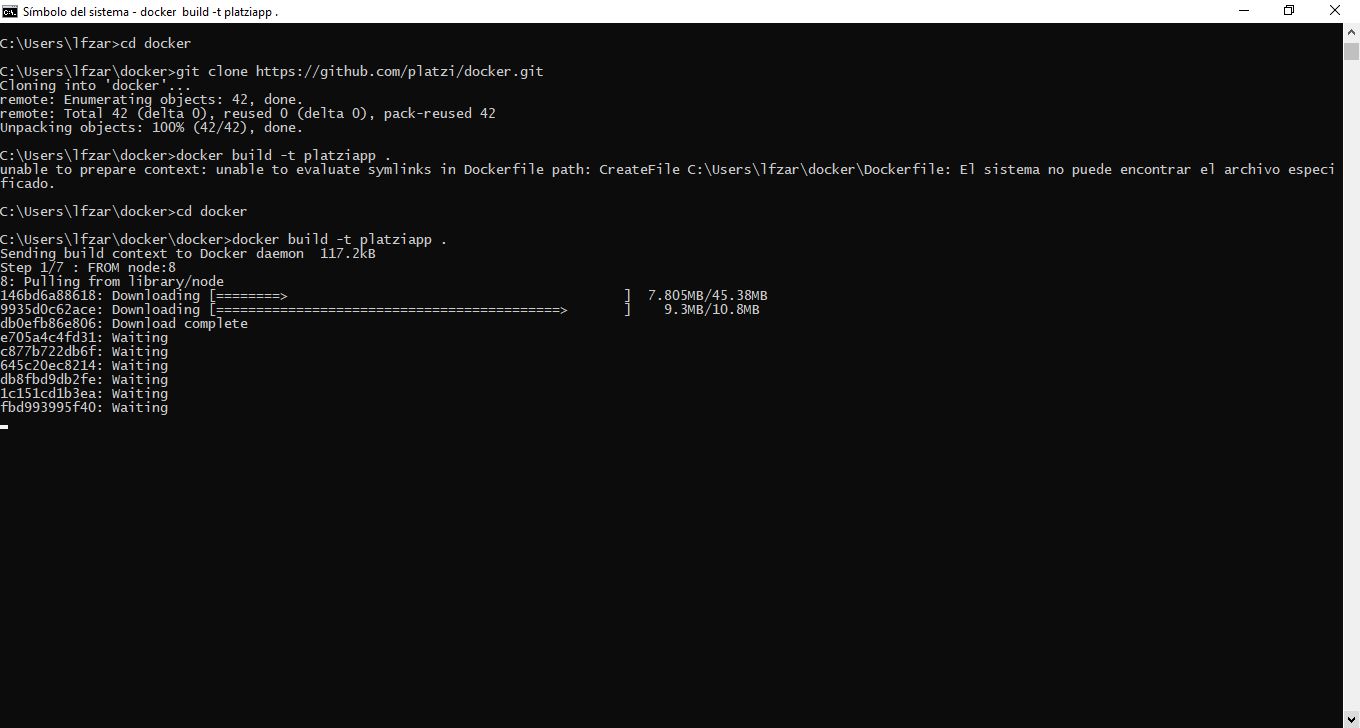 Símbolo del sistema - docker  build -t platziapp .
C:\Users\lfzar>cd docker
C:\Users\lfzar\docker>git clone https://github.com/platzi/docker.git
Cloning into 'docker'...
remote: Enumerating objects: 42, done.
remote: Total 42 (delta 0), reused 0 (delta 0), pack-reused 42
Unpacking objects: 100% (42/42), done.
C:\Users\lfzar\docker>docker build -t platziapp .
unable to prepare context: unable to evaluate symlinks in Dockerfile path: CreateFile C:\Users\lfzar\docker\Dockerfile: El sistema no puede encontrar el archivo especi
ficado.
C:\Users\lfzar\docker>cd docker
C:\Users\lfzar\docker\docker>docker build -t platziapp .
Sending build context to Docker daemon  117.2kB
Step 1/7 : FROM node:8
8: Pulling from library/node
146bd6a88618: Downloading [========>                                          ]  7.805MB/45.38MB
9935d0c62ace: Downloading [===========================================>       ]    9.3MB/10.8MB
db0efb86e806: Download complete
e705a4c4fd31: Waiting
c877b722db6f: Waiting
645c20ec8214: Waiting
db8fbd9db2fe: Waiting
1c151cd1b3ea: Waiting
fbd993995f40: Waiting